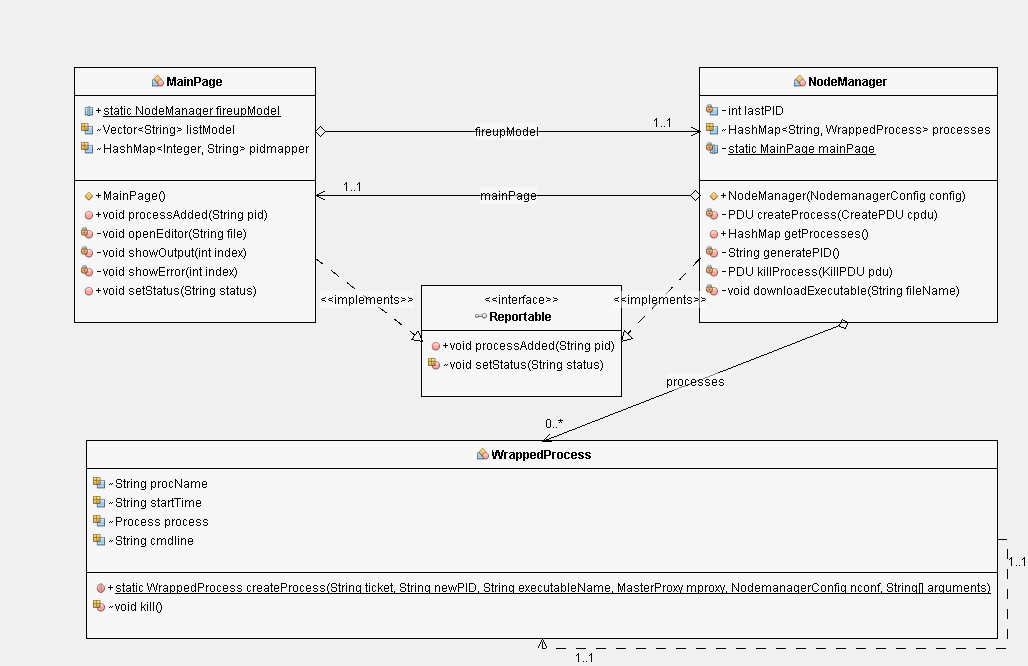 MainPage
+static NodeManager fireupModel
~Vector<String> listModel
~HashMap<Integer, String> pidmapper
+MainPage()
+void processAdded(String pid)
-void openEditor(String file)
-void showOutput(int index)
-void showError(int index)
+void setStatus(String status)
fireupModel
1..1
mainPage
1..1
NodeManager
-int lastPID
~HashMap<String, WrappedProcess> processes
-static MainPage mainPage
+NodeManager(NodemanagerConfig config)
-PDU createProcess(CreatePDU cpdu)
+HashMap getProcesses()
-String generatePID()
-PDU killProcess(KillPDU pdu)
-void downloadExecutable(String fileName)
<<implements>>
<<implements>>
<<interface>>
Reportable
+void processAdded(String pid)
~void setStatus(String status)
processes
0..*
WrappedProcess
~String procName
~String startTime
~Process process
~String cmdline
+static WrappedProcess createProcess(String ticket, String newPID, String executableName, MasterProxy mproxy, NodemanagerConfig nconf, String[] arguments)
~void kill()
1..1
1..1